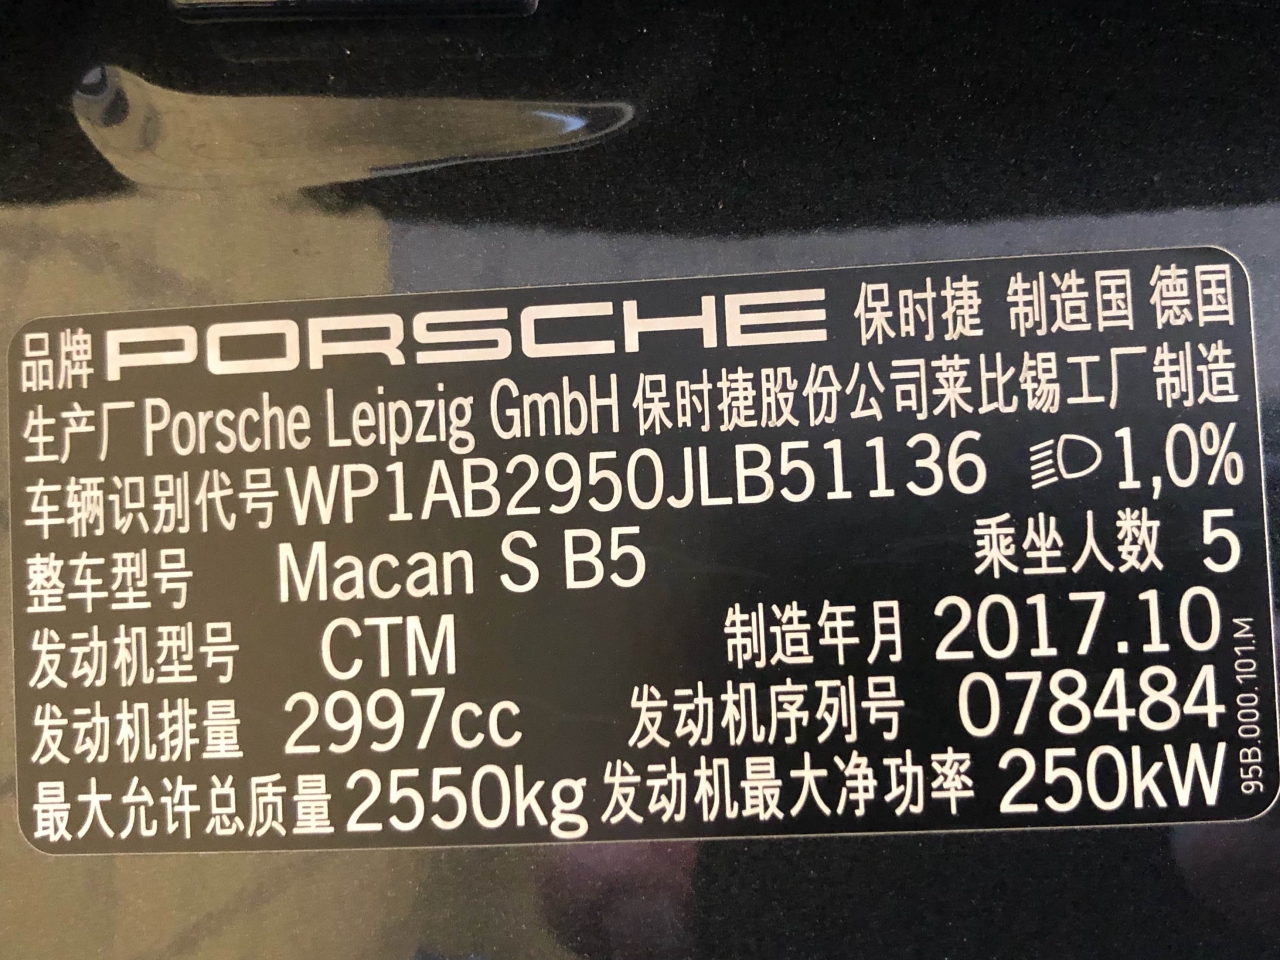 品牌 PORSCHE 保时捷 制造国 德国
生产厂 Porsche Leipzig GmbH 保时捷股份公司莱比锡工厂制造
车辆识别代号 WP1AB2950JLB51136 1,0%
整车型号 Macan S B5 乘坐人数 5
发动机型号 CTM 制造年月 2017.10
发动机排量 2997cc 发动机序列号 078484
最大允许总质量 2550kg 发动机最大净功率 250kW
95B.000.101.M